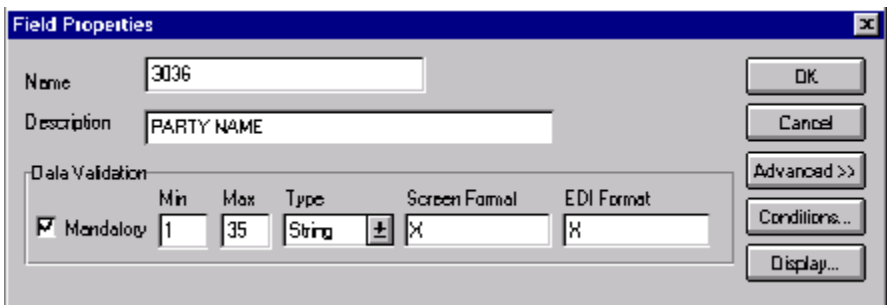 Field Properties
Name 3036 OK
Description PARTY NAME Cancel
Data Validation Advanced >>
Min Max Type Screen Format EDI Format
Mandatory 1 35 String X X Conditions...
Display...